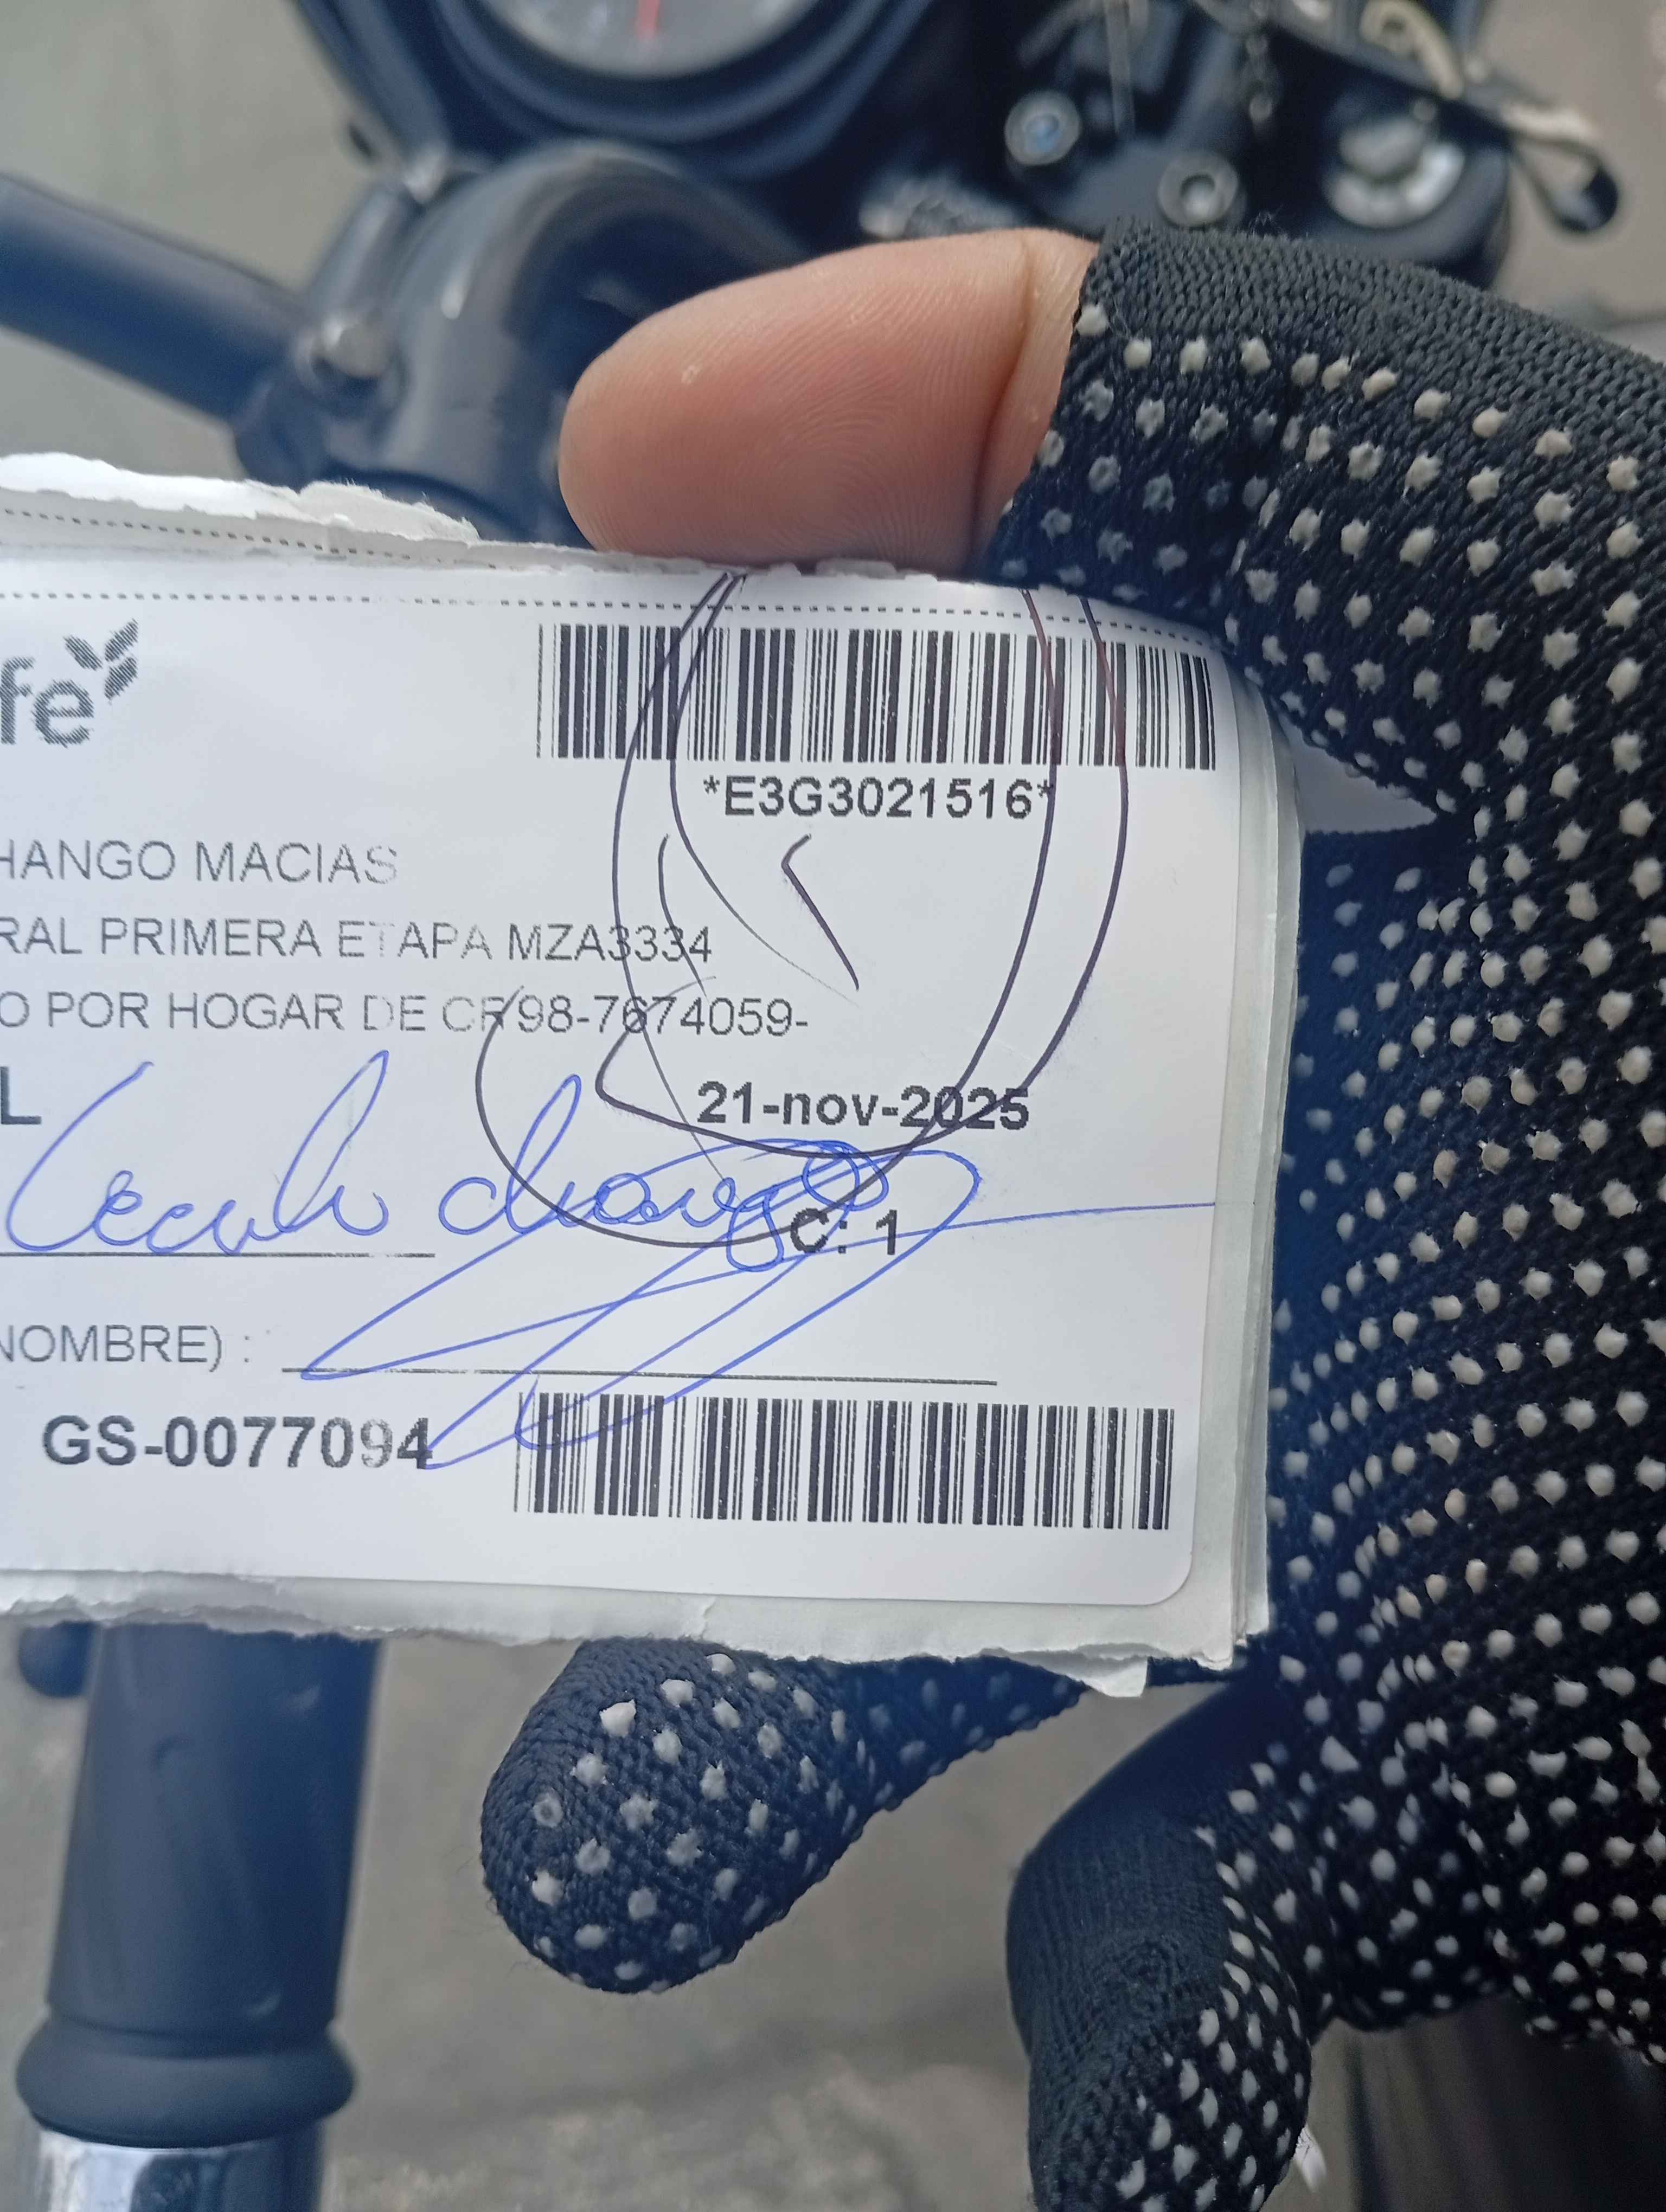 fe
*E3G3021516*
HANGO MACIAS
RAL PRIMERA ETAPA MZA3334
O POR HOGAR DE CR 98-7674059-
L
21-nov-2025
chango
C: 1
NOMBRE) :
GS-0077094